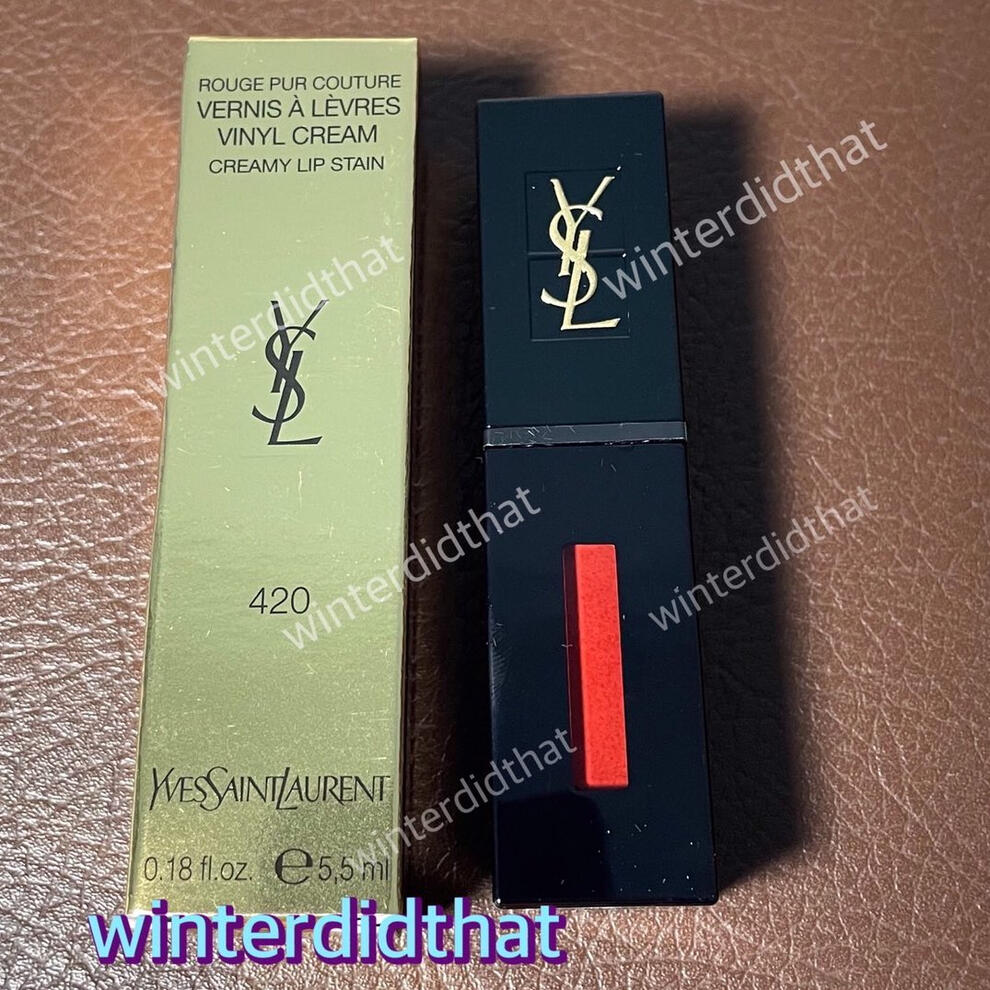 ROUGE PUR COUTURE
VERNIS À LÈVRES
VINYL CREAM
CREAMY LIP STAIN
YSL
420
YVESSAINTLAURENT
0.18 fl.oz. ℮ 5,5 ml
YSL
winterdidthat
winterdidthat
winterdidthat
winterdidthat
winterdidthat
winterdidthat